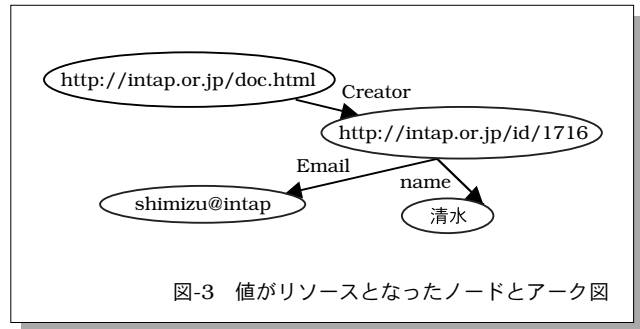 http://intap.or.jp/doc.html
Creator
http://intap.or.jp/id/1716
Email
name
shimizu@intap
清水
図-3　値がリソースとなったノードとアーク図